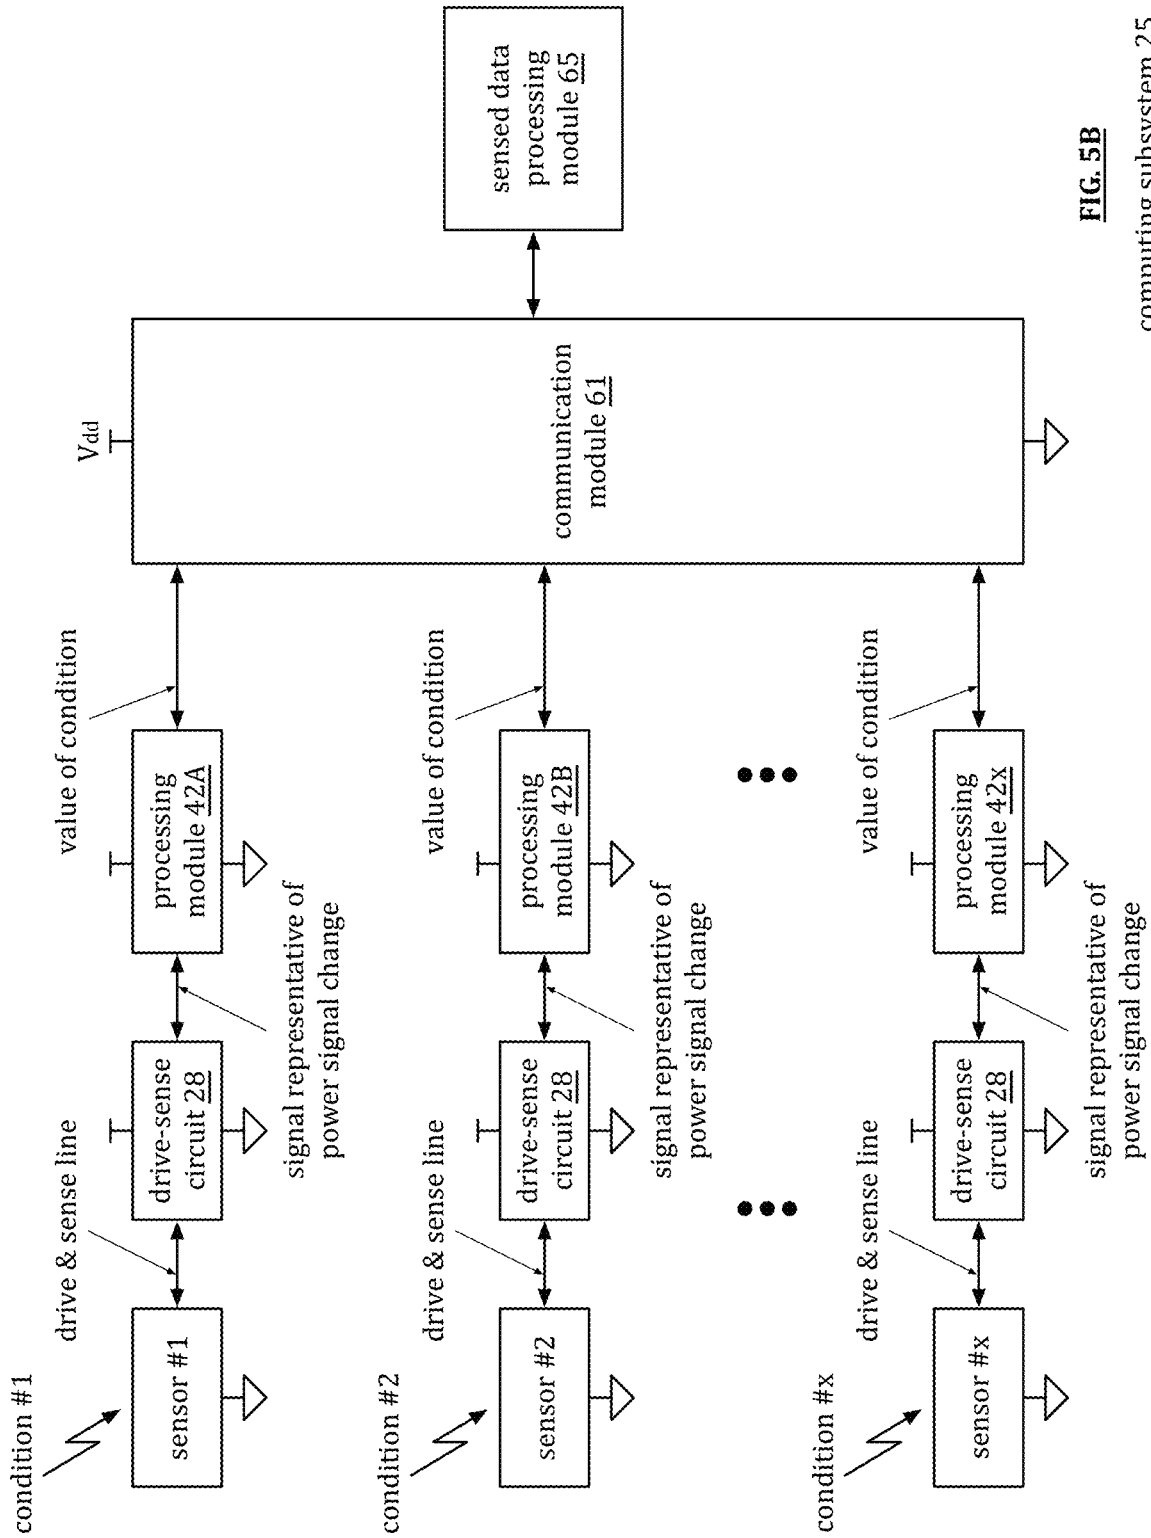 condition #1
drive & sense line
value of condition
Vdd
sensor #1
drive-sense
circuit 28
processing
module 42A
signal representative of
power signal change
condition #2
drive & sense line
value of condition
sensor #2
drive-sense
circuit 28
processing
module 42B
signal representative of
power signal change
condition #x
drive & sense line
value of condition
sensor #x
drive-sense
circuit 28
processing
module 42x
signal representative of
power signal change
communication
module 61
sensed data
processing
module 65
FIG. 5B
computing subsystem 25